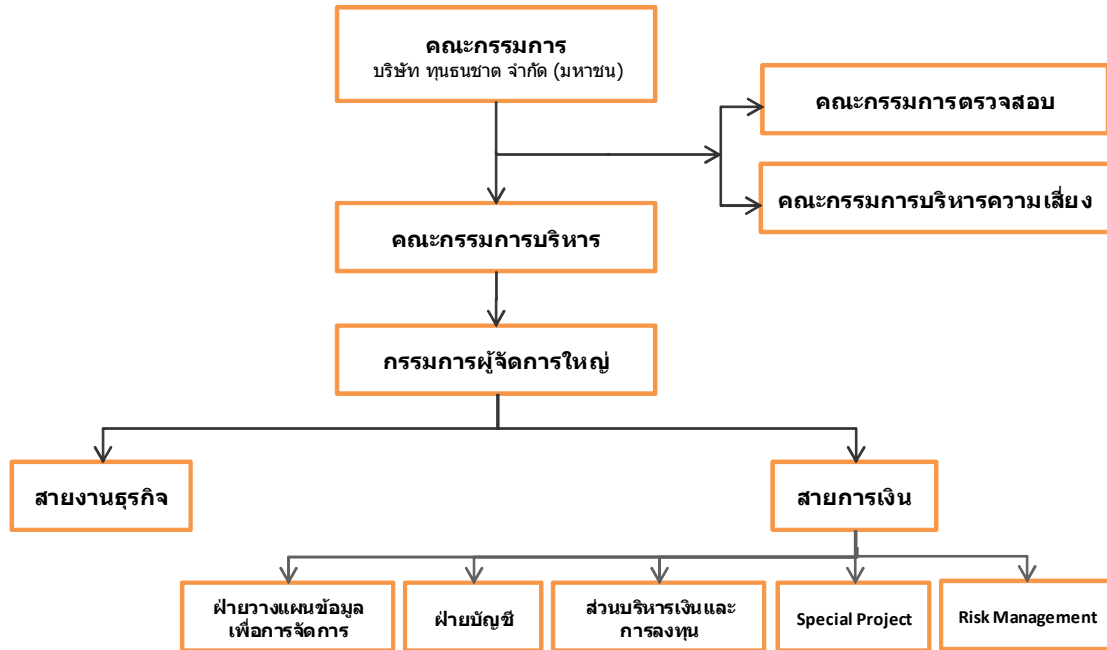 คณะกรรมการ
บริษัท ทุนธนชาต จำกัด (มหาชน)
คณะกรรมการตรวจสอบ
คณะกรรมการบริหารความเสี่ยง
คณะกรรมการบริหาร
กรรมการผู้จัดการใหญ่
สายงานธุรกิจ
สายการเงิน
ฝ่ายวางแผนข้อมูล
เพื่อการจัดการ
ฝ่ายบัญชี
ส่วนบริหารเงินและ
การลงทุน
Special Project
Risk Management